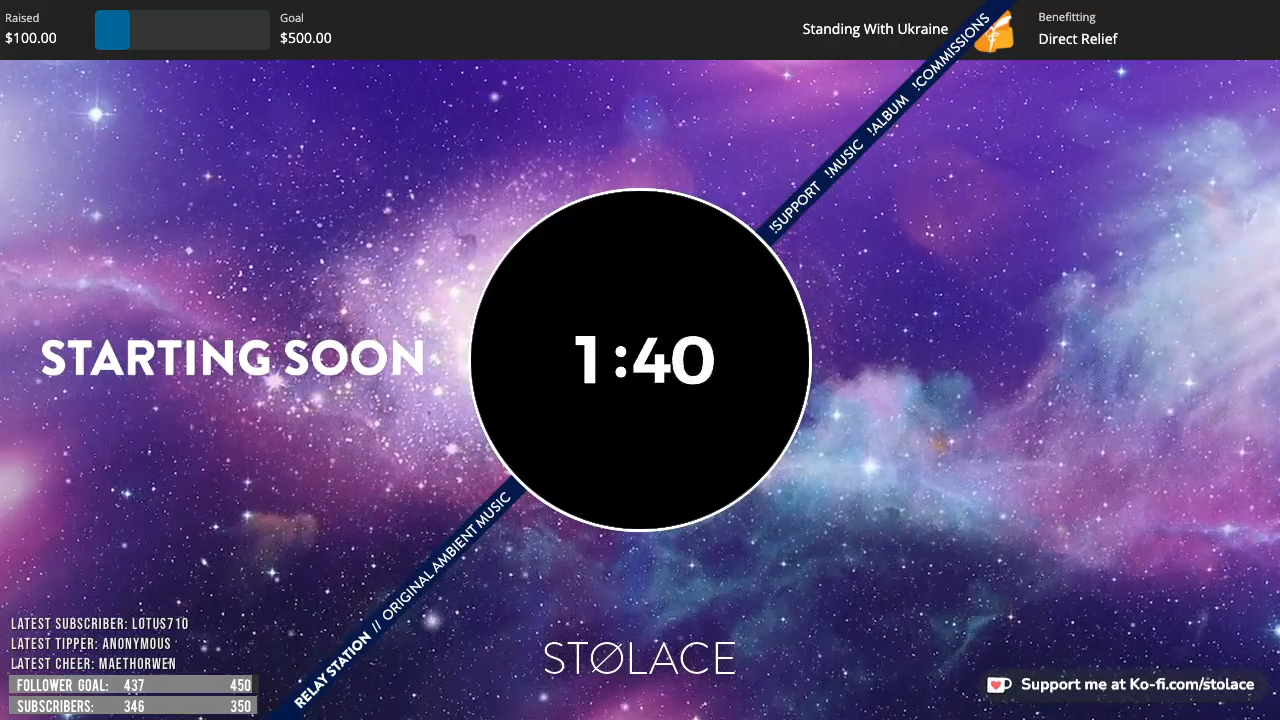 Raised
$100.00
Goal
$500.00
Standing With Ukraine
Benefitting
Direct Relief
!SUPPORT !MUSIC !ALBUM !COMMISSIONS
STARTING SOON
1:40
RELAY STATION // ORIGINAL AMBIENT MUSIC
LATEST SUBSCRIBER: LOTUS710
LATEST TIPPER: ANONYMOUS
LATEST CHEER: MAETHORWEN
FOLLOWER GOAL: 437 450
SUBSCRIBERS: 346 350
STØLACE
Support me at Ko-fi.com/stolace